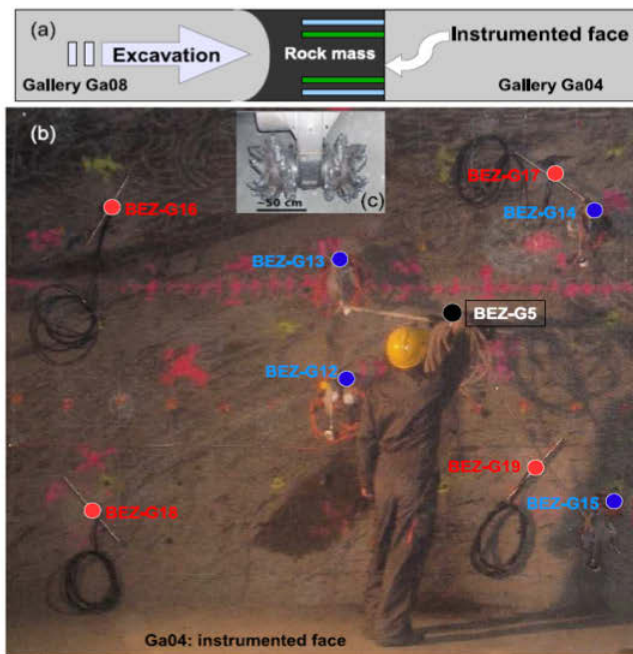 (a)
Excavation
Rock mass
Instrumented face
Gallery Ga08
Gallery Ga04
(b)
~50 cm
(c)
BEZ-G17
BEZ-G16
BEZ-G14
BEZ-G13
BEZ-G5
BEZ-G12
BEZ-G19
BEZ-G15
BEZ-G18
Ga04: instrumented face